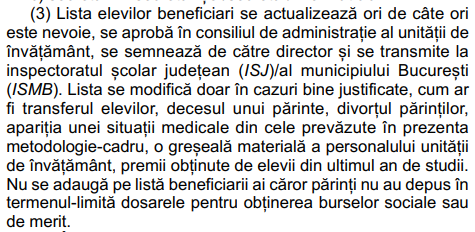 (3) Lista elevilor beneficiari se actualizează ori de câte ori
este nevoie, se aprobă în consiliul de administrație al unității de
învățământ, se semnează de către director și se transmite la
inspectoratul școlar județean (ISJ)/al municipiului București
(ISMB). Lista se modifică doar în cazuri bine justificate, cum ar
fi transferul elevilor, decesul unui părinte, divorțul părinților,
apariția unei situații medicale din cele prevăzute în prezenta
metodologie-cadru, o greșeală materială a personalului unității
de învățământ, premii obținute de elevii din ultimul an de studii.
Nu se adaugă pe listă beneficiarii ai căror părinți nu au depus în
termenul-limită dosarele pentru obținerea burselor sociale sau
de merit.